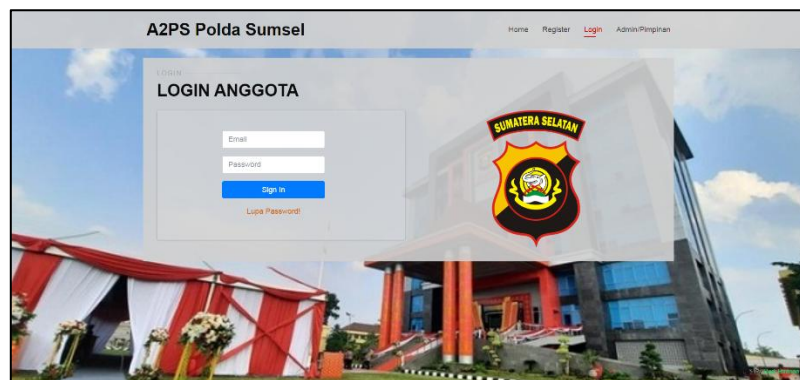 A2PS Polda Sumsel
Home Register Login Admin/Pimpinan
LOGIN
LOGIN ANGGOTA
Email
Password
Sign In
Lupa Password!
SUMATERA SELATAN